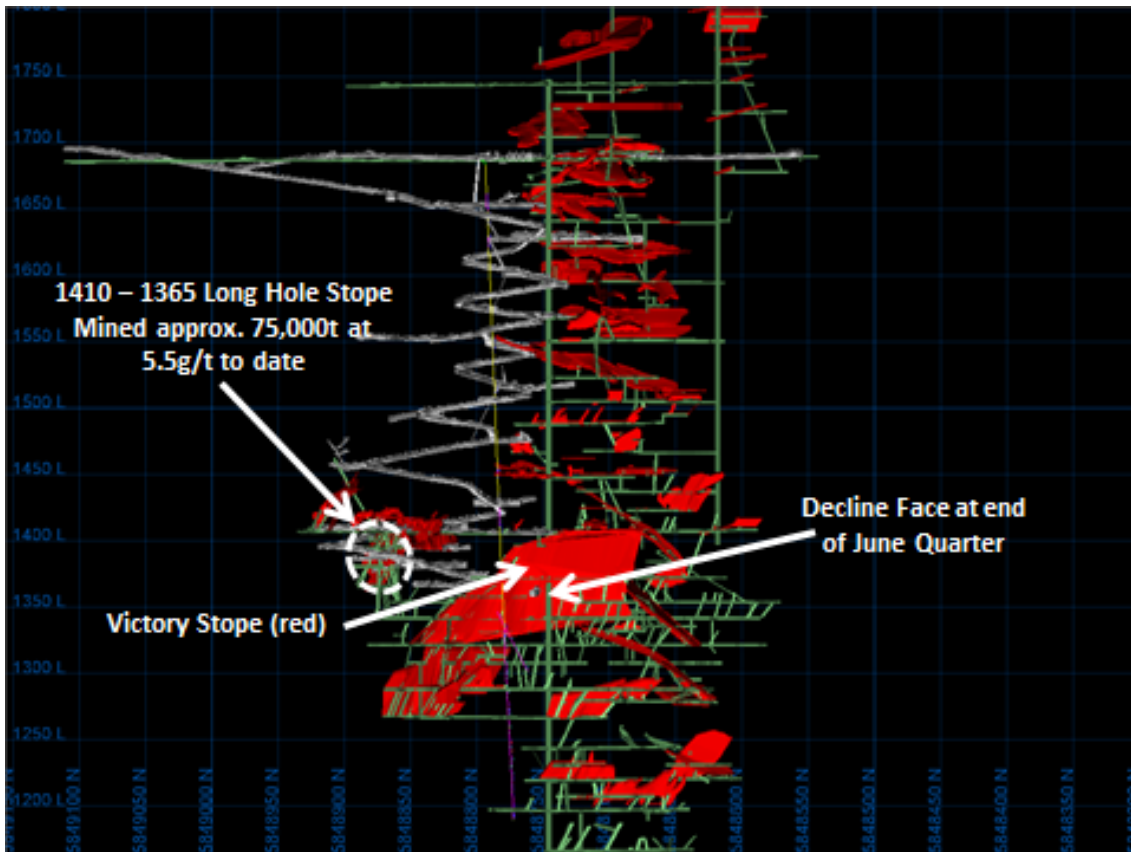 1750 L
1700 L
1650 L
1600 L
1410 – 1365 Long Hole Stope
Mined approx. 75,000t at
5.5g/t to date
1550 L
1500 L
1450 L
Decline Face at end
of June Quarter
1400 L
1350 L
Victory Stope (red)
1300 L
1250 L
1200 L
5849100 N
5849050 N
5849000 N
5848950 N
5848900 N
5848850 N
5848800 N
5848550 N
5848500 N
5848450 N
5848400 N
5848350 N